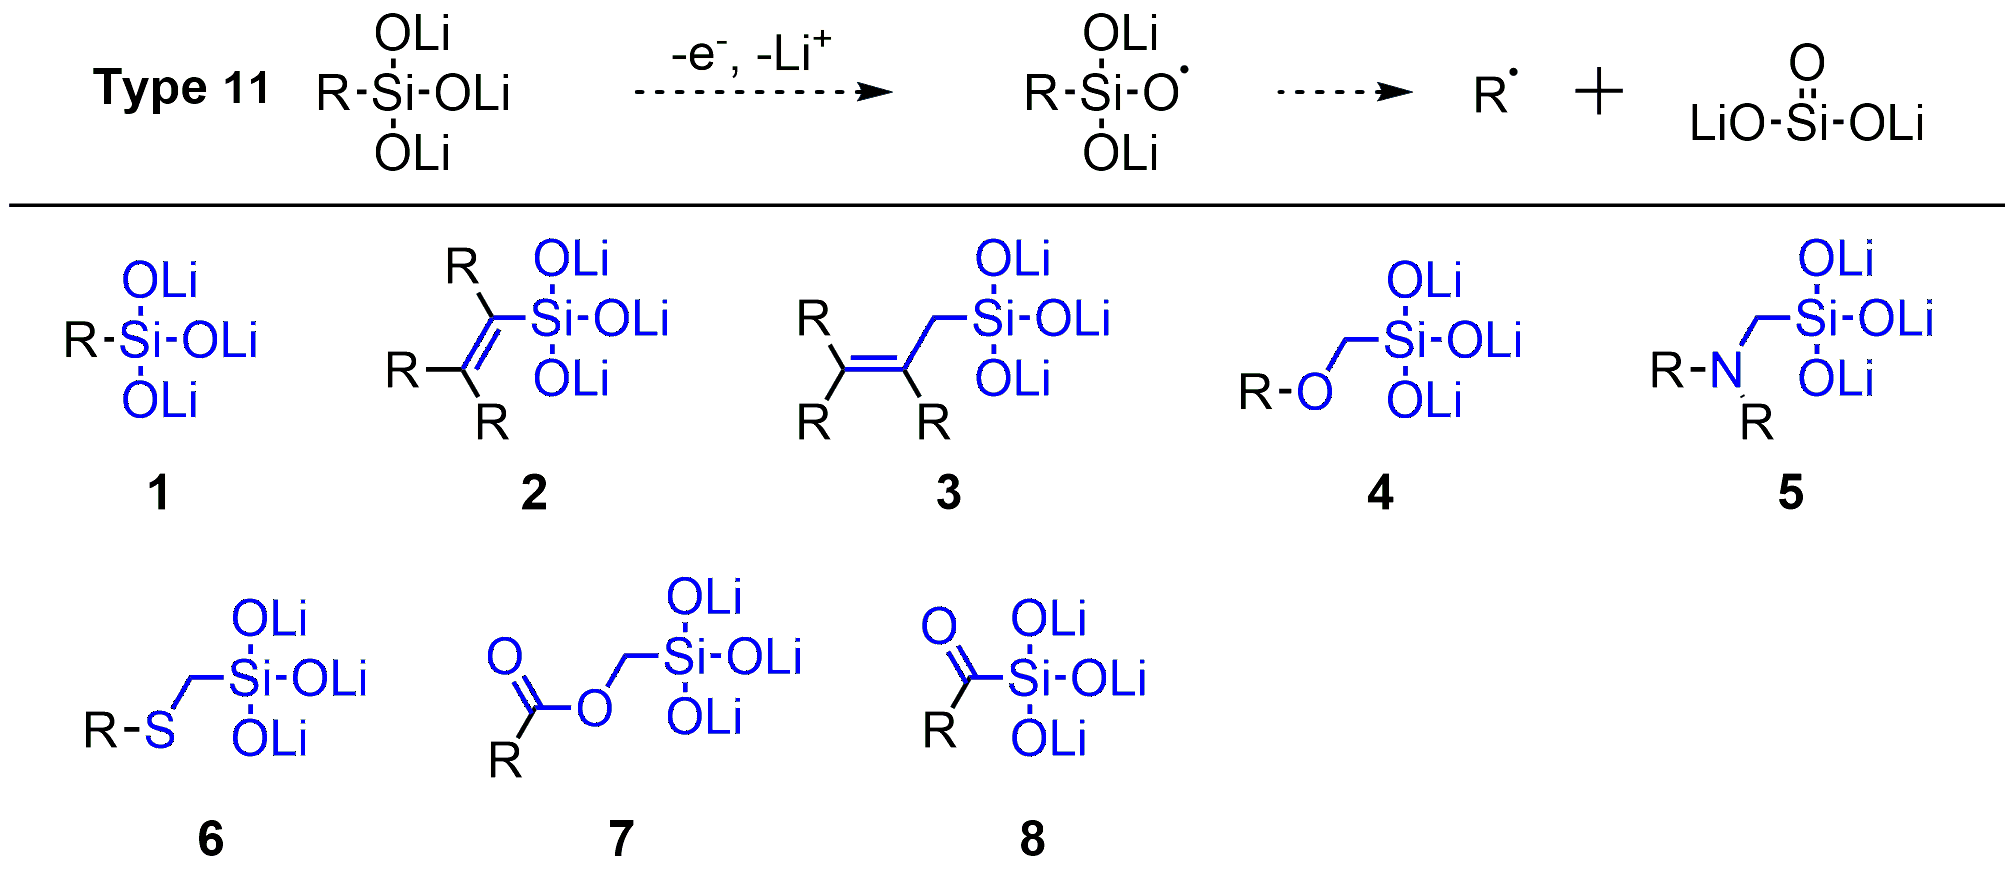 Type 11
OLi
R-Si-OLi
OLi
-e⁻, -Li⁺
OLi
R-Si-O•
OLi
R•
+
O
LiO-Si-OLi
OLi
R-Si-OLi
OLi
1
R
OLi
Si-OLi
R
OLi
R
2
OLi
R
Si-OLi
OLi
R
R
3
OLi
Si-OLi
R-O
OLi
4
OLi
Si-OLi
R-N
OLi
R
5
OLi
Si-OLi
R-S
OLi
6
OLi
O
Si-OLi
O
OLi
R
7
O
OLi
Si-OLi
R
OLi
8